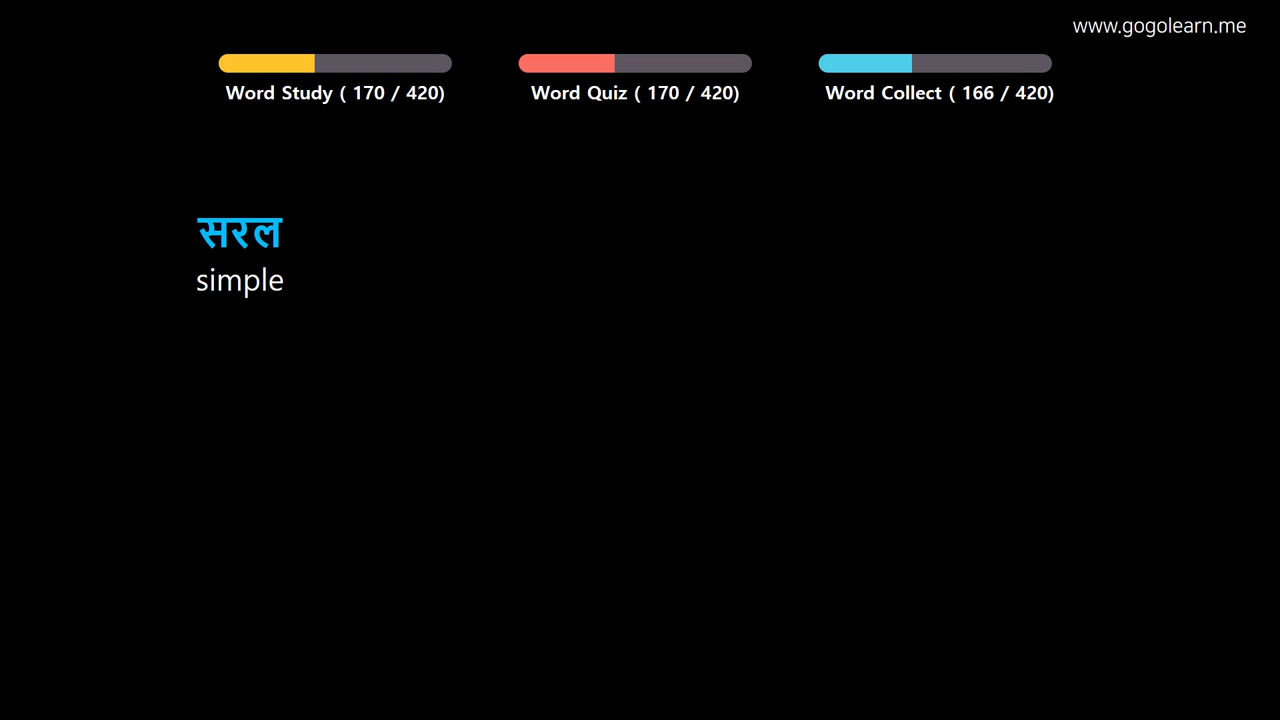 www.gogolearn.me
Word Study ( 170 / 420)
Word Quiz ( 170 / 420)
Word Collect ( 166 / 420)
सरल
simple